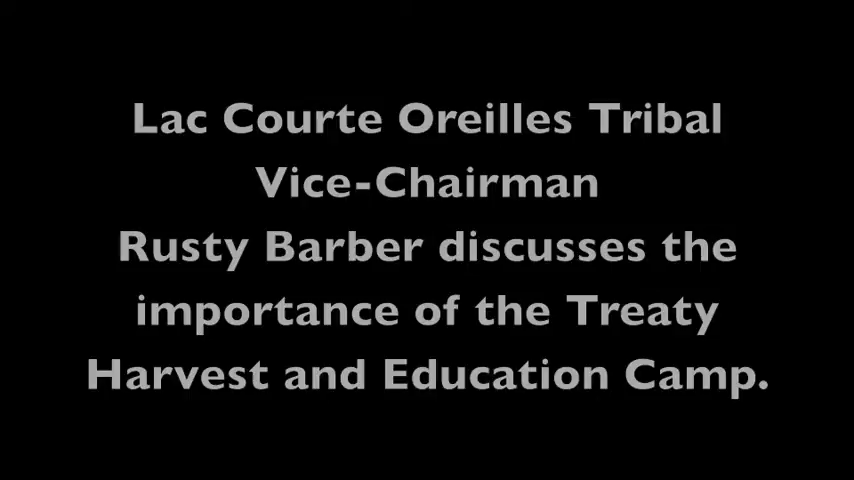 Lac Courte Oreilles Tribal
Vice-Chairman
Rusty Barber discusses the
importance of the Treaty
Harvest and Education Camp.